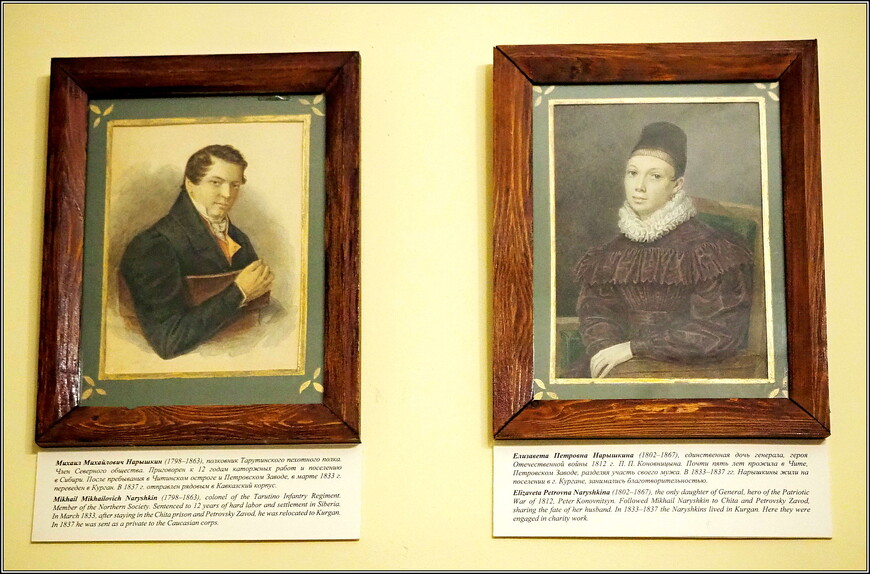 Михаил Михайлович Нарышкин (1798–1863), полковник Тарутинского пехотного полка.
Член Северного общества. Приговорен к 12 годам каторжных работ и поселению
в Сибири. После пребывания в Читинском остроге и Петровском Заводе, в марте 1833 г.
переведен в Курган. В 1837 г. отправлен рядовым в Кавказский корпус.
Mikhail Mikhailovich Naryshkin (1798–1863), colonel of the Tarutino Infantry Regiment.
Member of the Northern Society. Sentenced to 12 years of hard labor and settlement in Siberia.
In March 1833, after staying in the Chita prison and Petrovsky Zavod, he was relocated to Kurgan.
In 1837 he was sent as a private to the Caucasian corps.
Елизавета Петровна Нарышкина (1802–1867), единственная дочь генерала, героя
Отечественной войны 1812 г. П. П. Коновницына. Почти пять лет прожила в Чите,
Петровском Заводе, разделяя участь своего мужа. В 1833–1837 гг. Нарышкины жили на
поселении в г. Кургане, занимались благотворительностью.
Elizaveta Petrovna Naryshkina (1802–1867), the only daughter of General, hero of the Patriotic
War of 1812, Peter Konovnitsyn. Followed Mikhail Naryshkin to Chita and Petrovsky Zavod,
sharing the fate of her husband. In 1833–1837 the Naryshkins lived in Kurgan. Here they were
engaged in charity work.